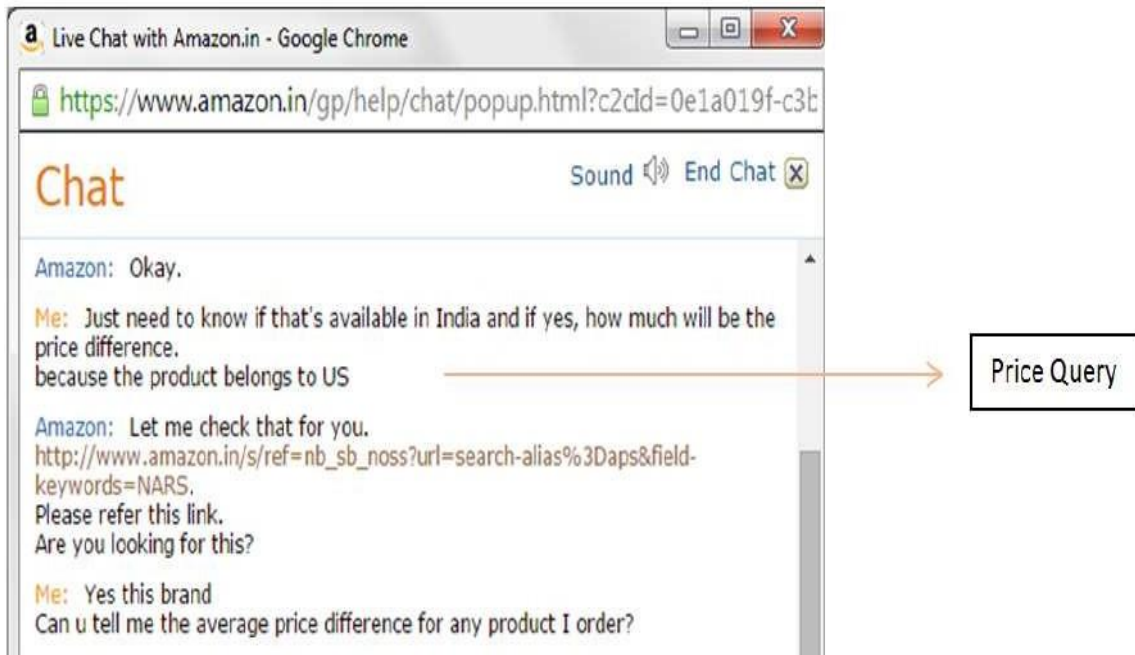 Live Chat with Amazon.in - Google Chrome
https://www.amazon.in/gp/help/chat/popup.html?c2cId=0e1a019f-c3b
Chat
Sound End Chat
Amazon: Okay.
Me: Just need to know if that's available in India and if yes, how much will be the
price difference.
because the product belongs to US
Price Query
Amazon: Let me check that for you.
http://www.amazon.in/s/ref=nb_sb_noss?url=search-alias%3Daps&field-
keywords=NARS.
Please refer this link.
Are you looking for this?
Me: Yes this brand
Can u tell me the average price difference for any product I order?